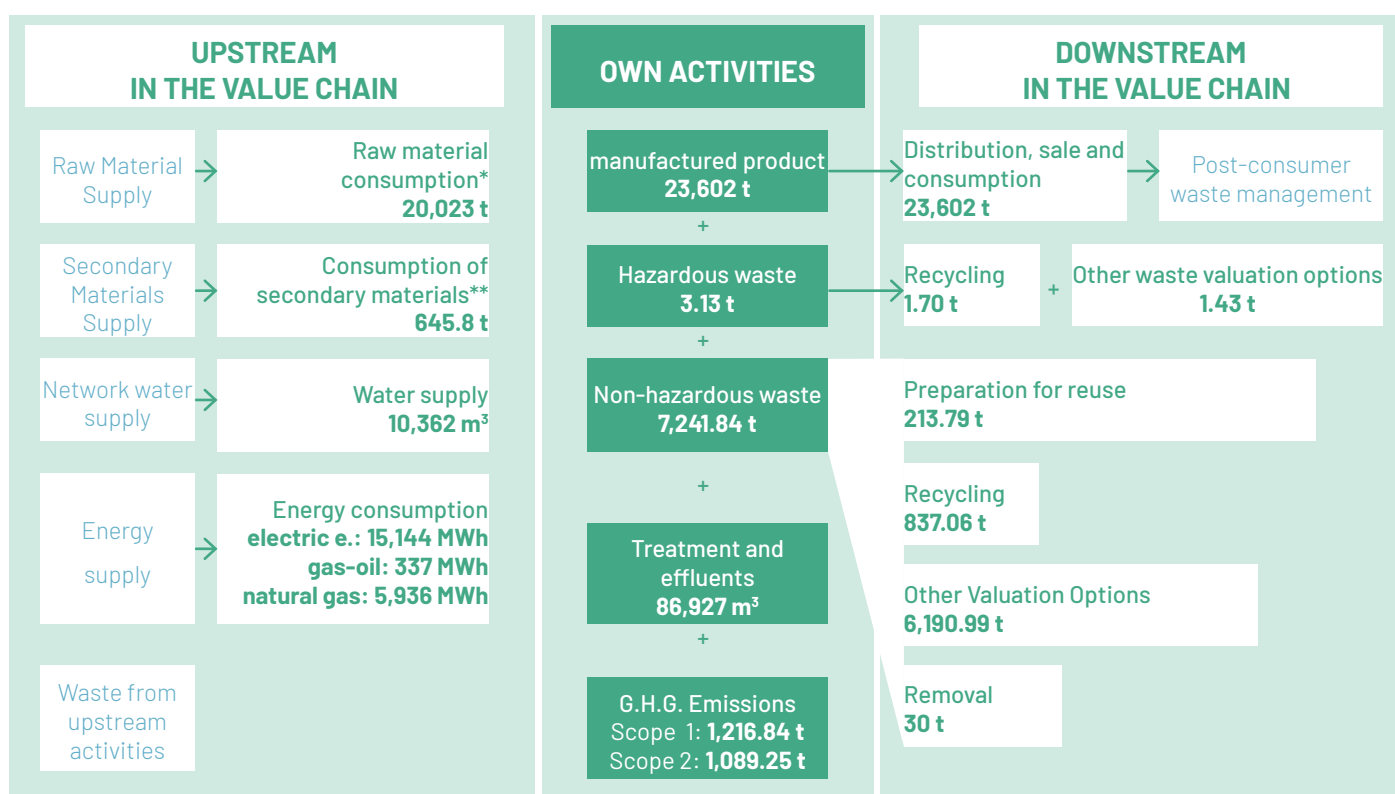 UPSTREAM
IN THE VALUE CHAIN
OWN ACTIVITIES
DOWNSTREAM
IN THE VALUE CHAIN
Raw Material
Supply
Raw material
consumption*
20,023 t
manufactured product
23,602 t
Distribution, sale and
consumption
23,602 t
Post-consumer
waste management
+
Secondary
Materials
Supply
Consumption of
secondary materials**
645.8 t
Hazardous waste
3.13 t
Recycling
1.70 t
+
Other waste valuation options
1.43 t
+
Network water
supply
Water supply
10,362 m³
Non-hazardous waste
7,241.84 t
Preparation for reuse
213.79 t
+
Recycling
837.06 t
Energy
supply
Energy consumption
electric e.: 15,144 MWh
gas-oil: 337 MWh
natural gas: 5,936 MWh
Treatment and
effluents
86,927 m³
Other Valuation Options
6,190.99 t
+
Waste from
upstream
activities
G.H.G. Emissions
Scope 1: 1,216.84 t
Scope 2: 1,089.25 t
Removal
30 t